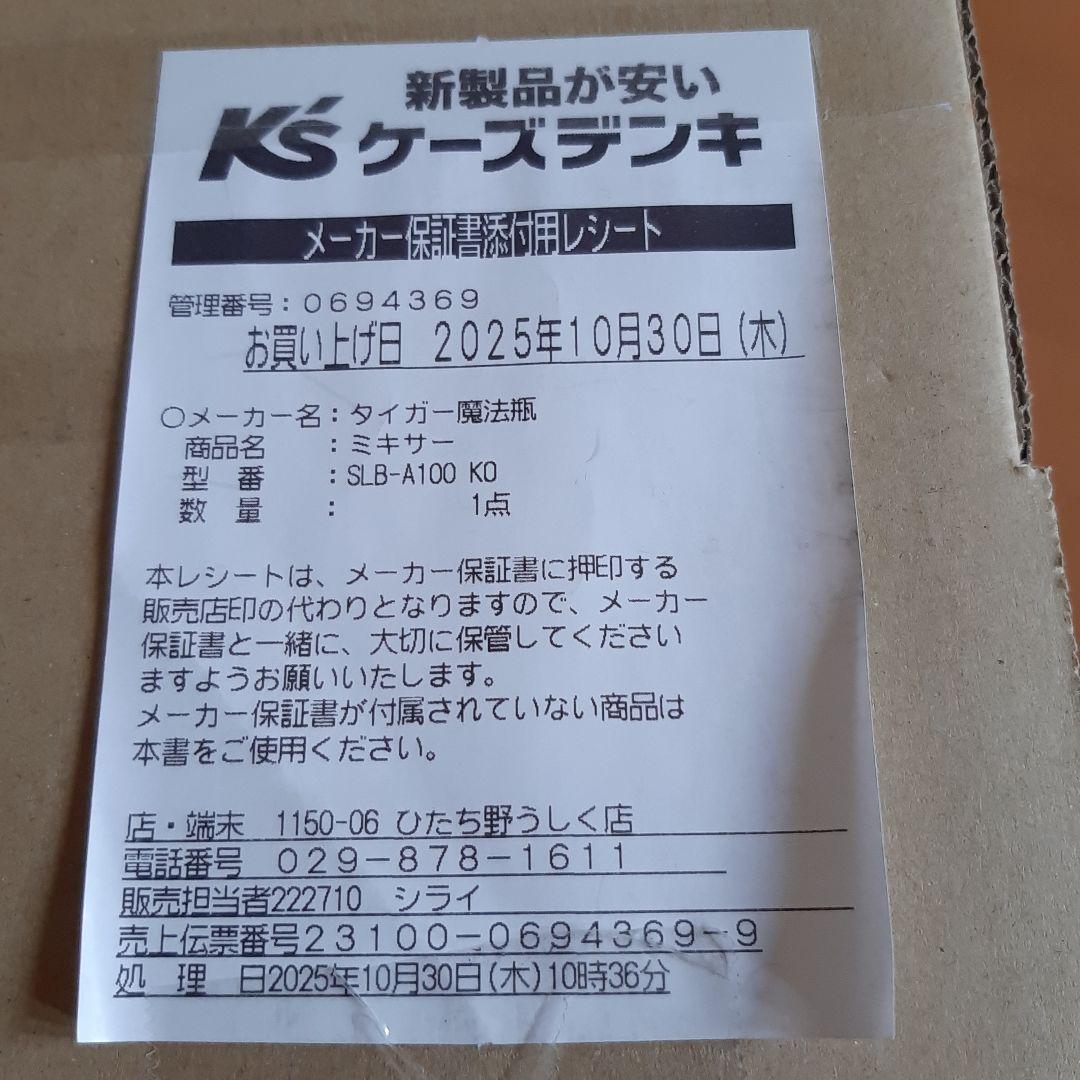 新製品が安い
K's ケーズデンキ
メーカー保証書添付用レシート
管理番号：0694369
お買い上げ日 2025年10月30日(木)
○メーカー名：タイガー魔法瓶
商品名 ：ミキサー
型 番 ：SLB-A100 KO
数 量 ： 1点
本レシートは、メーカー保証書に押印する
販売店印の代わりとなりますので、メーカー
保証書と一緒に、大切に保管してください
ますようお願いいたします。
メーカー保証書が付属されていない商品は
本書をご使用ください。
店・端末 1150-06 ひたち野うしく店
電話番号 029-878-1611
販売担当者222710 シライ
売上伝票番号23100-0694369-9
処 理 日2025年10月30日(木)10時36分